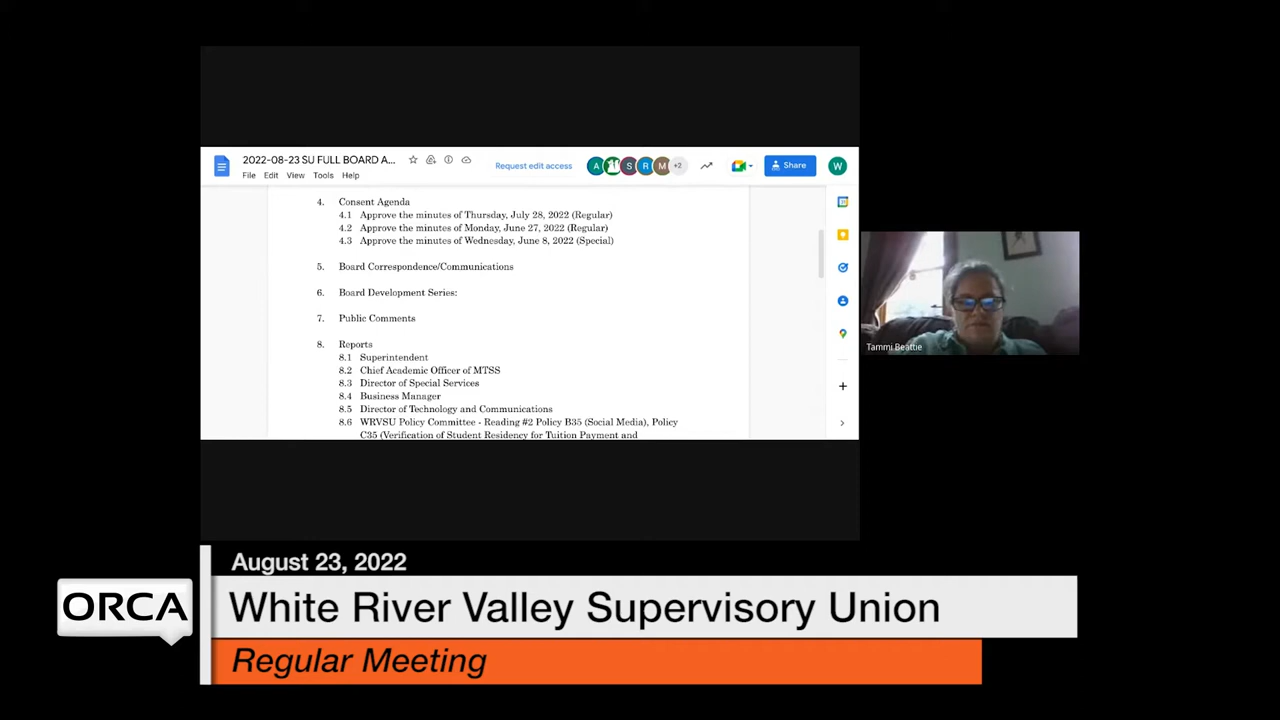 2022-08-23 SU FULL BOARD A...
File Edit View Tools Help
Request edit access
A
S
R
M
+2
Share
W
4. Consent Agenda
4.1 Approve the minutes of Thursday, July 28, 2022 (Regular)
4.2 Approve the minutes of Monday, June 27, 2022 (Regular)
4.3 Approve the minutes of Wednesday, June 8, 2022 (Special)
5. Board Correspondence/Communications
6. Board Development Series:
7. Public Comments
8. Reports
8.1 Superintendent
8.2 Chief Academic Officer of MTSS
8.3 Director of Special Services
8.4 Business Manager
8.5 Director of Technology and Communications
8.6 WRVSU Policy Committee - Reading #2 Policy B35 (Social Media), Policy
C35 (Verification of Student Residency for Tuition Payment and
Tammi Beattie
August 23, 2022
ORCA
White River Valley Supervisory Union
Regular Meeting